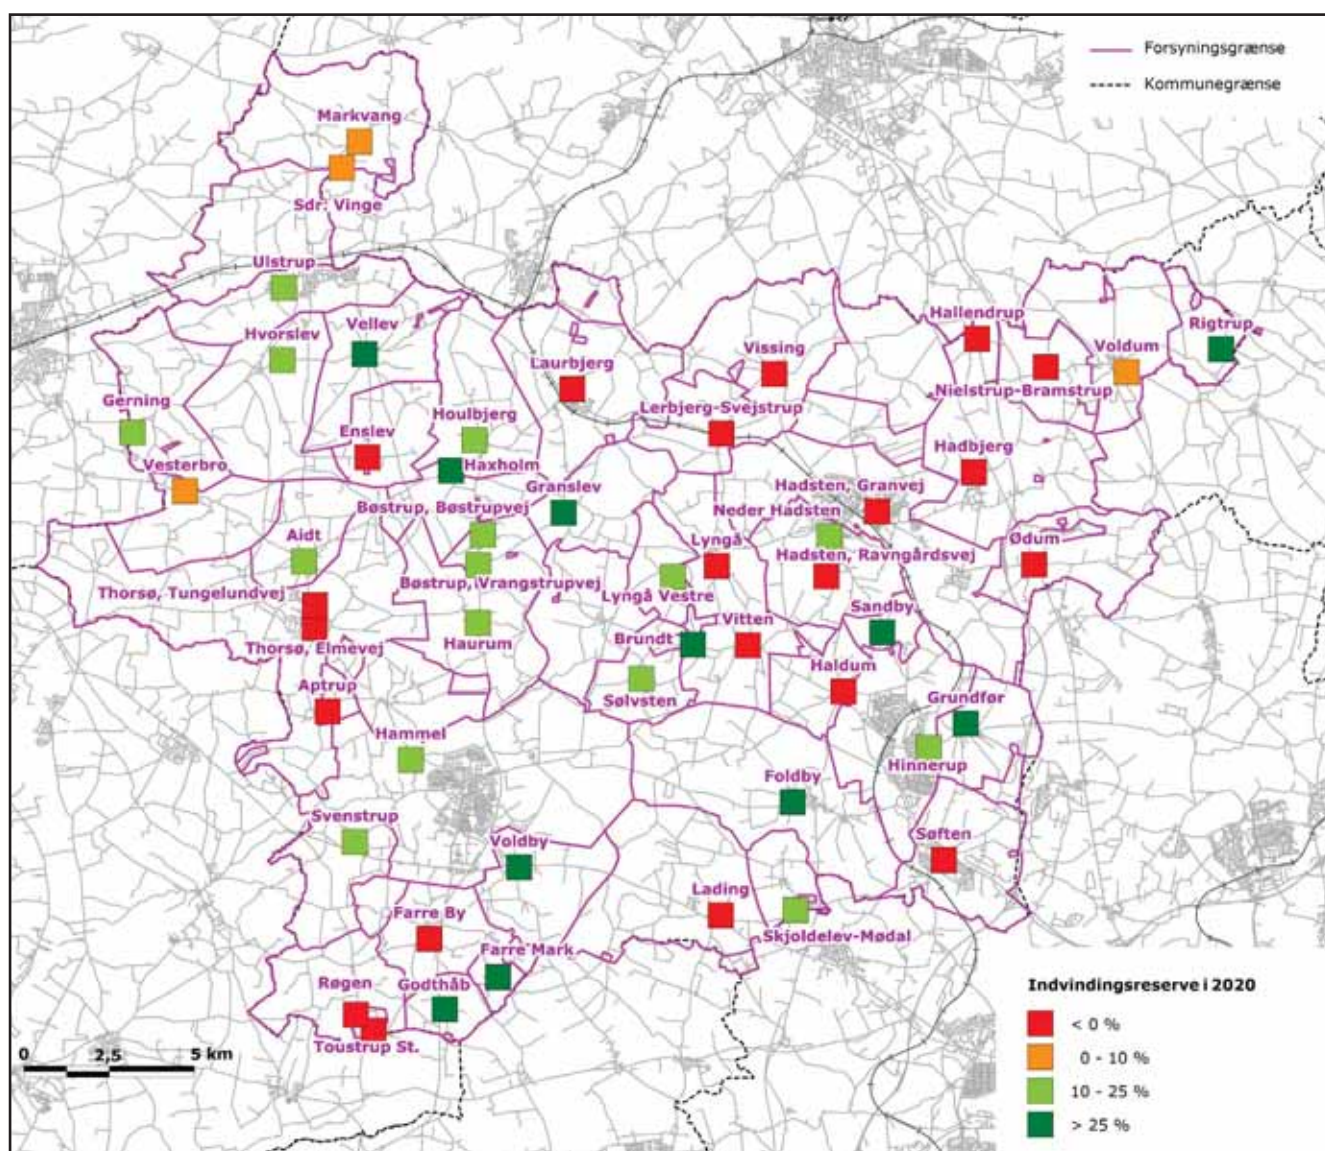 Forsyningsgrænse
Kommunegrænse
Markvang
Sdr. Vinge
Ulstrup
Hvorslev
Vellev
Laurbjerg
Vissing
Hallendrup
Voldum
Rigtrup
Nielstrup-Bramstrup
Gerning
Houlbjerg
Lerbjerg-Svejstrup
Enslev
Vesterbro
Haxholm
Hadbjerg
Granslev
Hadsten, Granvej
Bøstrup, Bøstrupvej
Neder Hadsten
Aidt
Lyngå
Hadsten, Ravngårdsvej
Ødum
Bøstrup, Vrangstrupvej
Thorsø, Tungelundvej
Lyngå Vestre
Sandby
Haurum
Brundt
Vitten
Thorsø, Elmevej
Haldum
Aptrup
Sølvsten
Grundfør
Hammel
Hinnerup
Foldby
Svenstrup
Voldby
Søften
Lading
Farre By
Skjoldelev-Mødal
Farre Mark
Røgen
Godthåb
Toustrup St.
0 2,5 5 km
Indvindingsreserve i 2020
< 0 %
0 - 10 %
10 - 25 %
> 25 %